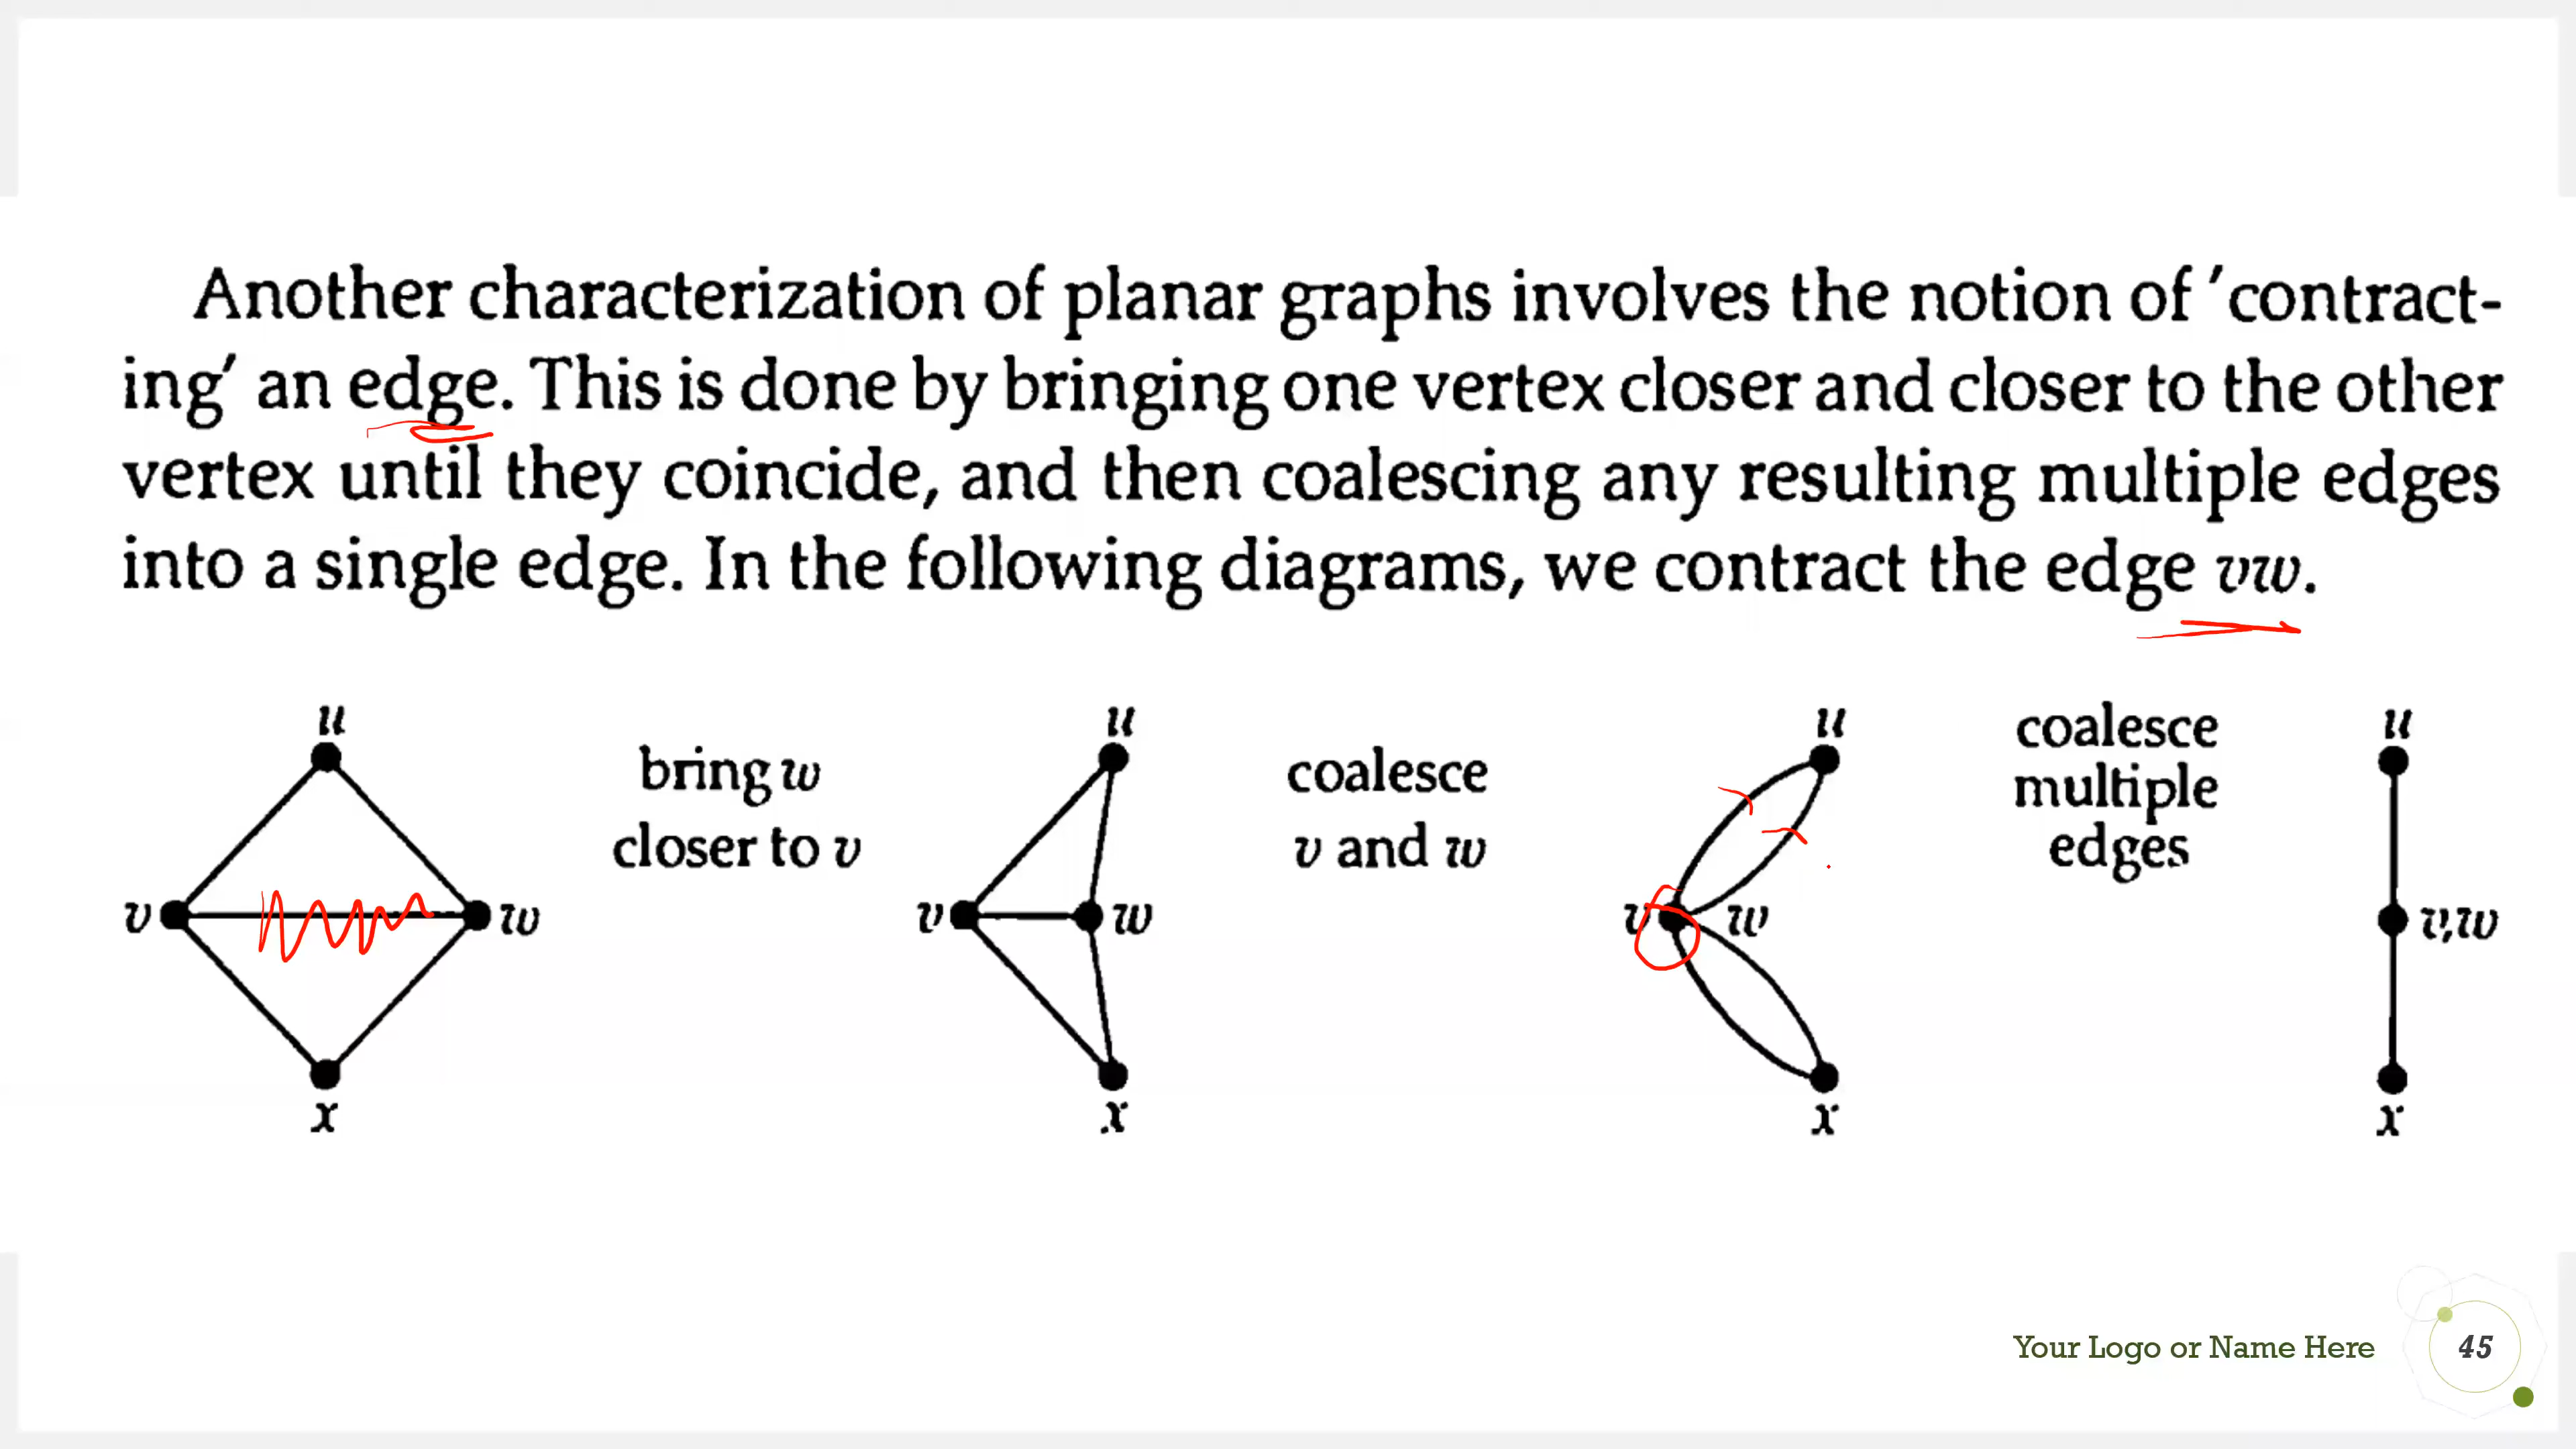 Another characterization of planar graphs involves the notion of 'contract-
ing' an edge. This is done by bringing one vertex closer and closer to the other
vertex until they coincide, and then coalescing any resulting multiple edges
into a single edge. In the following diagrams, we contract the edge vw.
u
v
w
x
bring w
closer to v
u
v
w
x
coalesce
v and w
u
v
w
x
coalesce
multiple
edges
u
v,w
x
Your Logo or Name Here
45